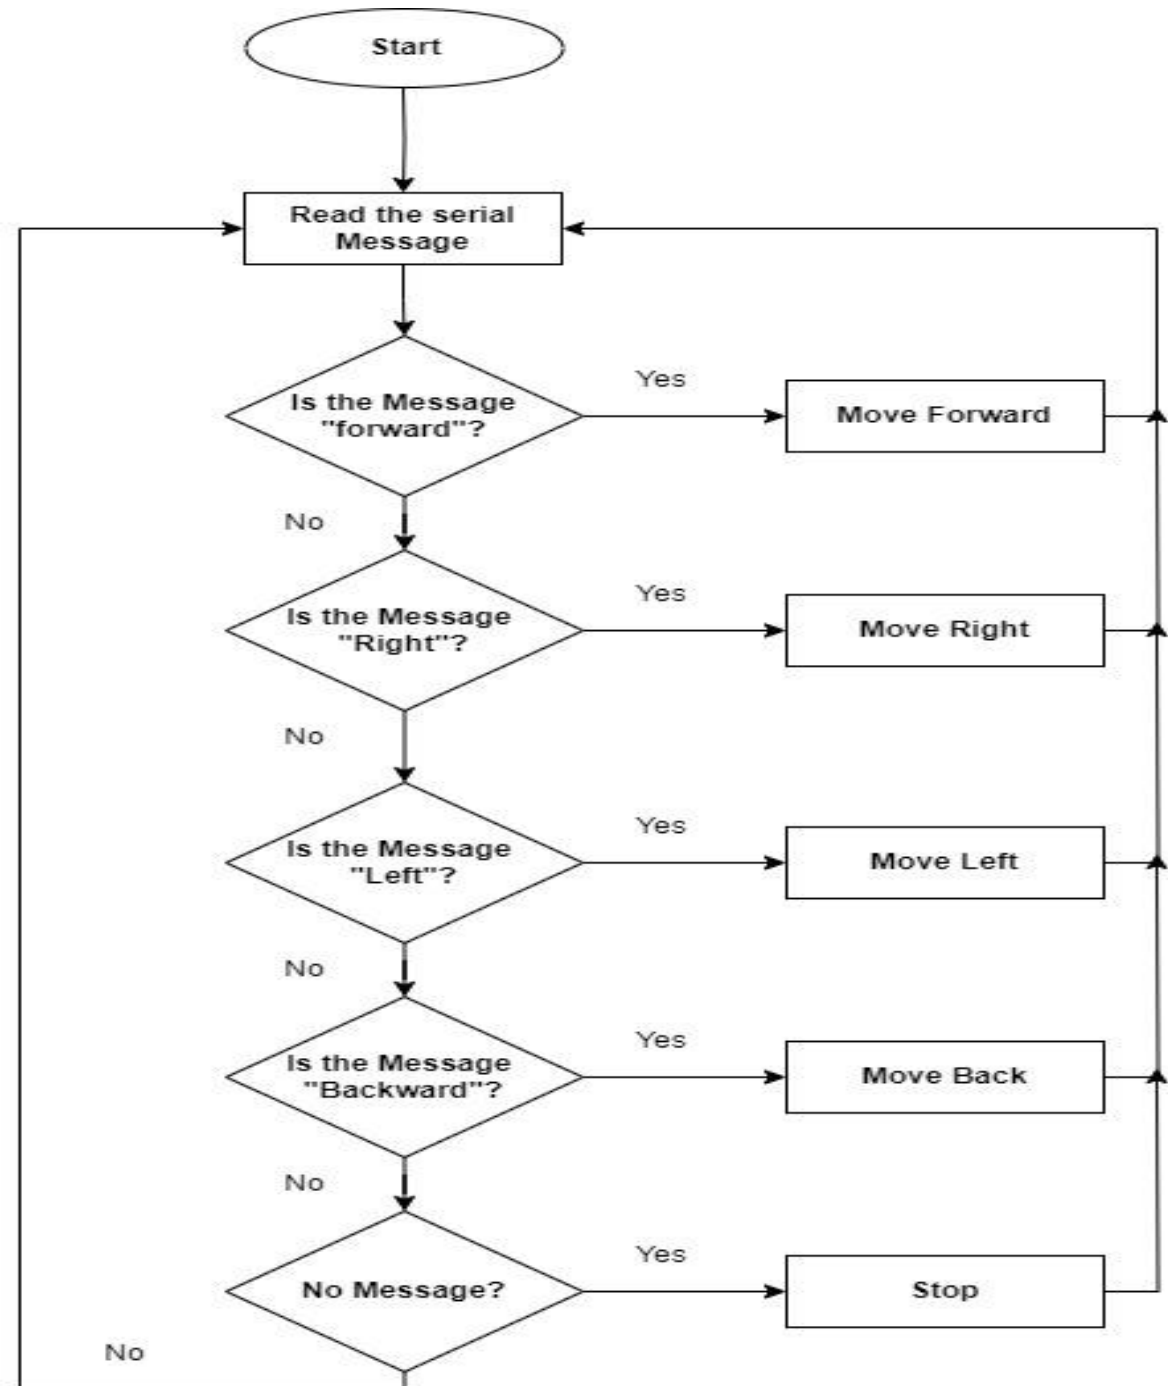 Start
Read the serial
Message
Is the Message
"forward"?
Yes
Move Forward
No
Is the Message
"Right"?
Yes
Move Right
No
Is the Message
"Left"?
Yes
Move Left
No
Is the Message
"Backward"?
Yes
Move Back
No
No Message?
Yes
Stop
No